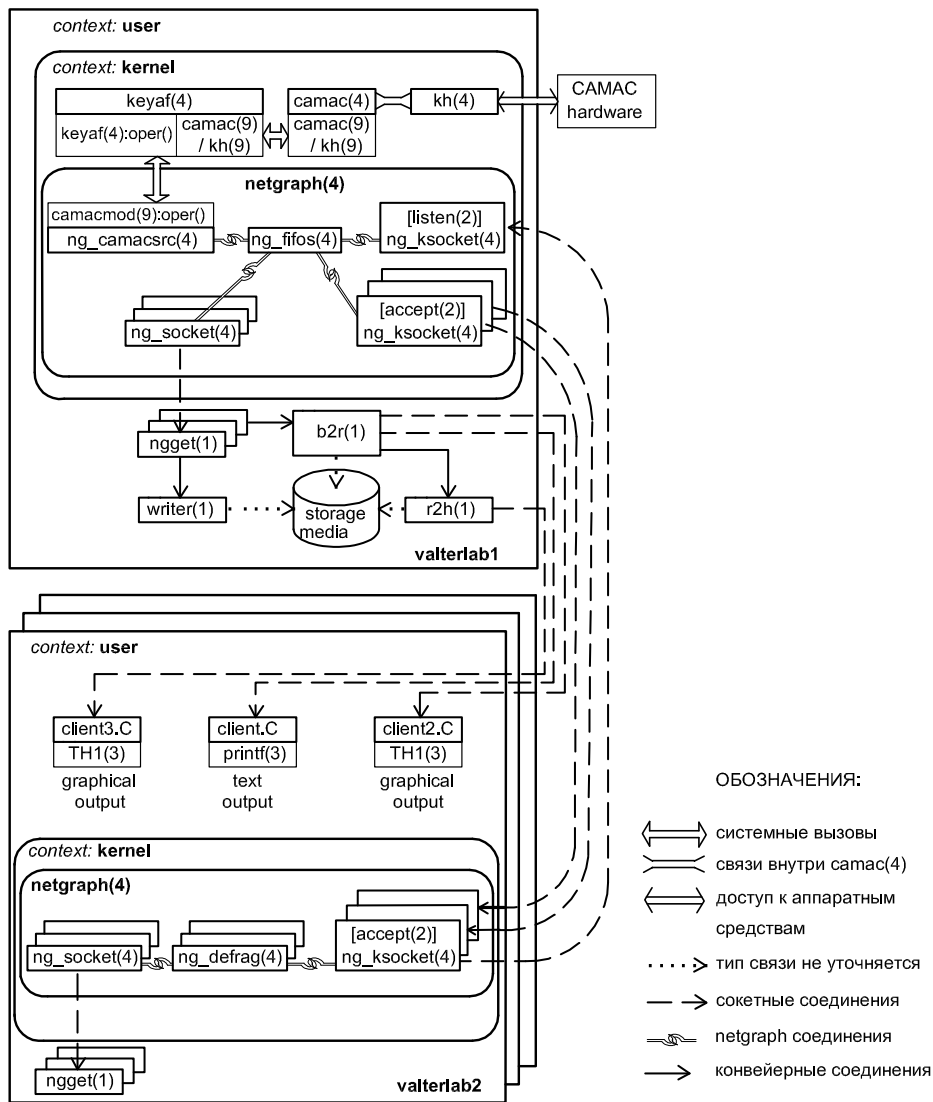 context: user
context: kernel
keyaf(4)
keyaf(4):oper()
camac(9)
/ kh(9)
camac(4)
camac(9)
/ kh(9)
kh(4)
CAMAC
hardware
netgraph(4)
camacmod(9):oper()
ng_camacsrc(4)
ng_fifos(4)
[listen(2)]
ng_ksocket(4)
ng_socket(4)
[accept(2)]
ng_ksocket(4)
ngget(1)
b2r(1)
writer(1)
storage
media
r2h(1)
valterlab1
context: user
client3.C
TH1(3)
graphical
output
client.C
printf(3)
text
output
client2.C
TH1(3)
graphical
output
context: kernel
netgraph(4)
ng_socket(4)
ng_defrag(4)
[accept(2)]
ng_ksocket(4)
ngget(1)
valterlab2
ОБОЗНАЧЕНИЯ:
системные вызовы
связи внутри camac(4)
доступ к аппаратным
средствам
тип связи не уточняется
сокетные соединения
netgraph соединения
конвейерные соединения